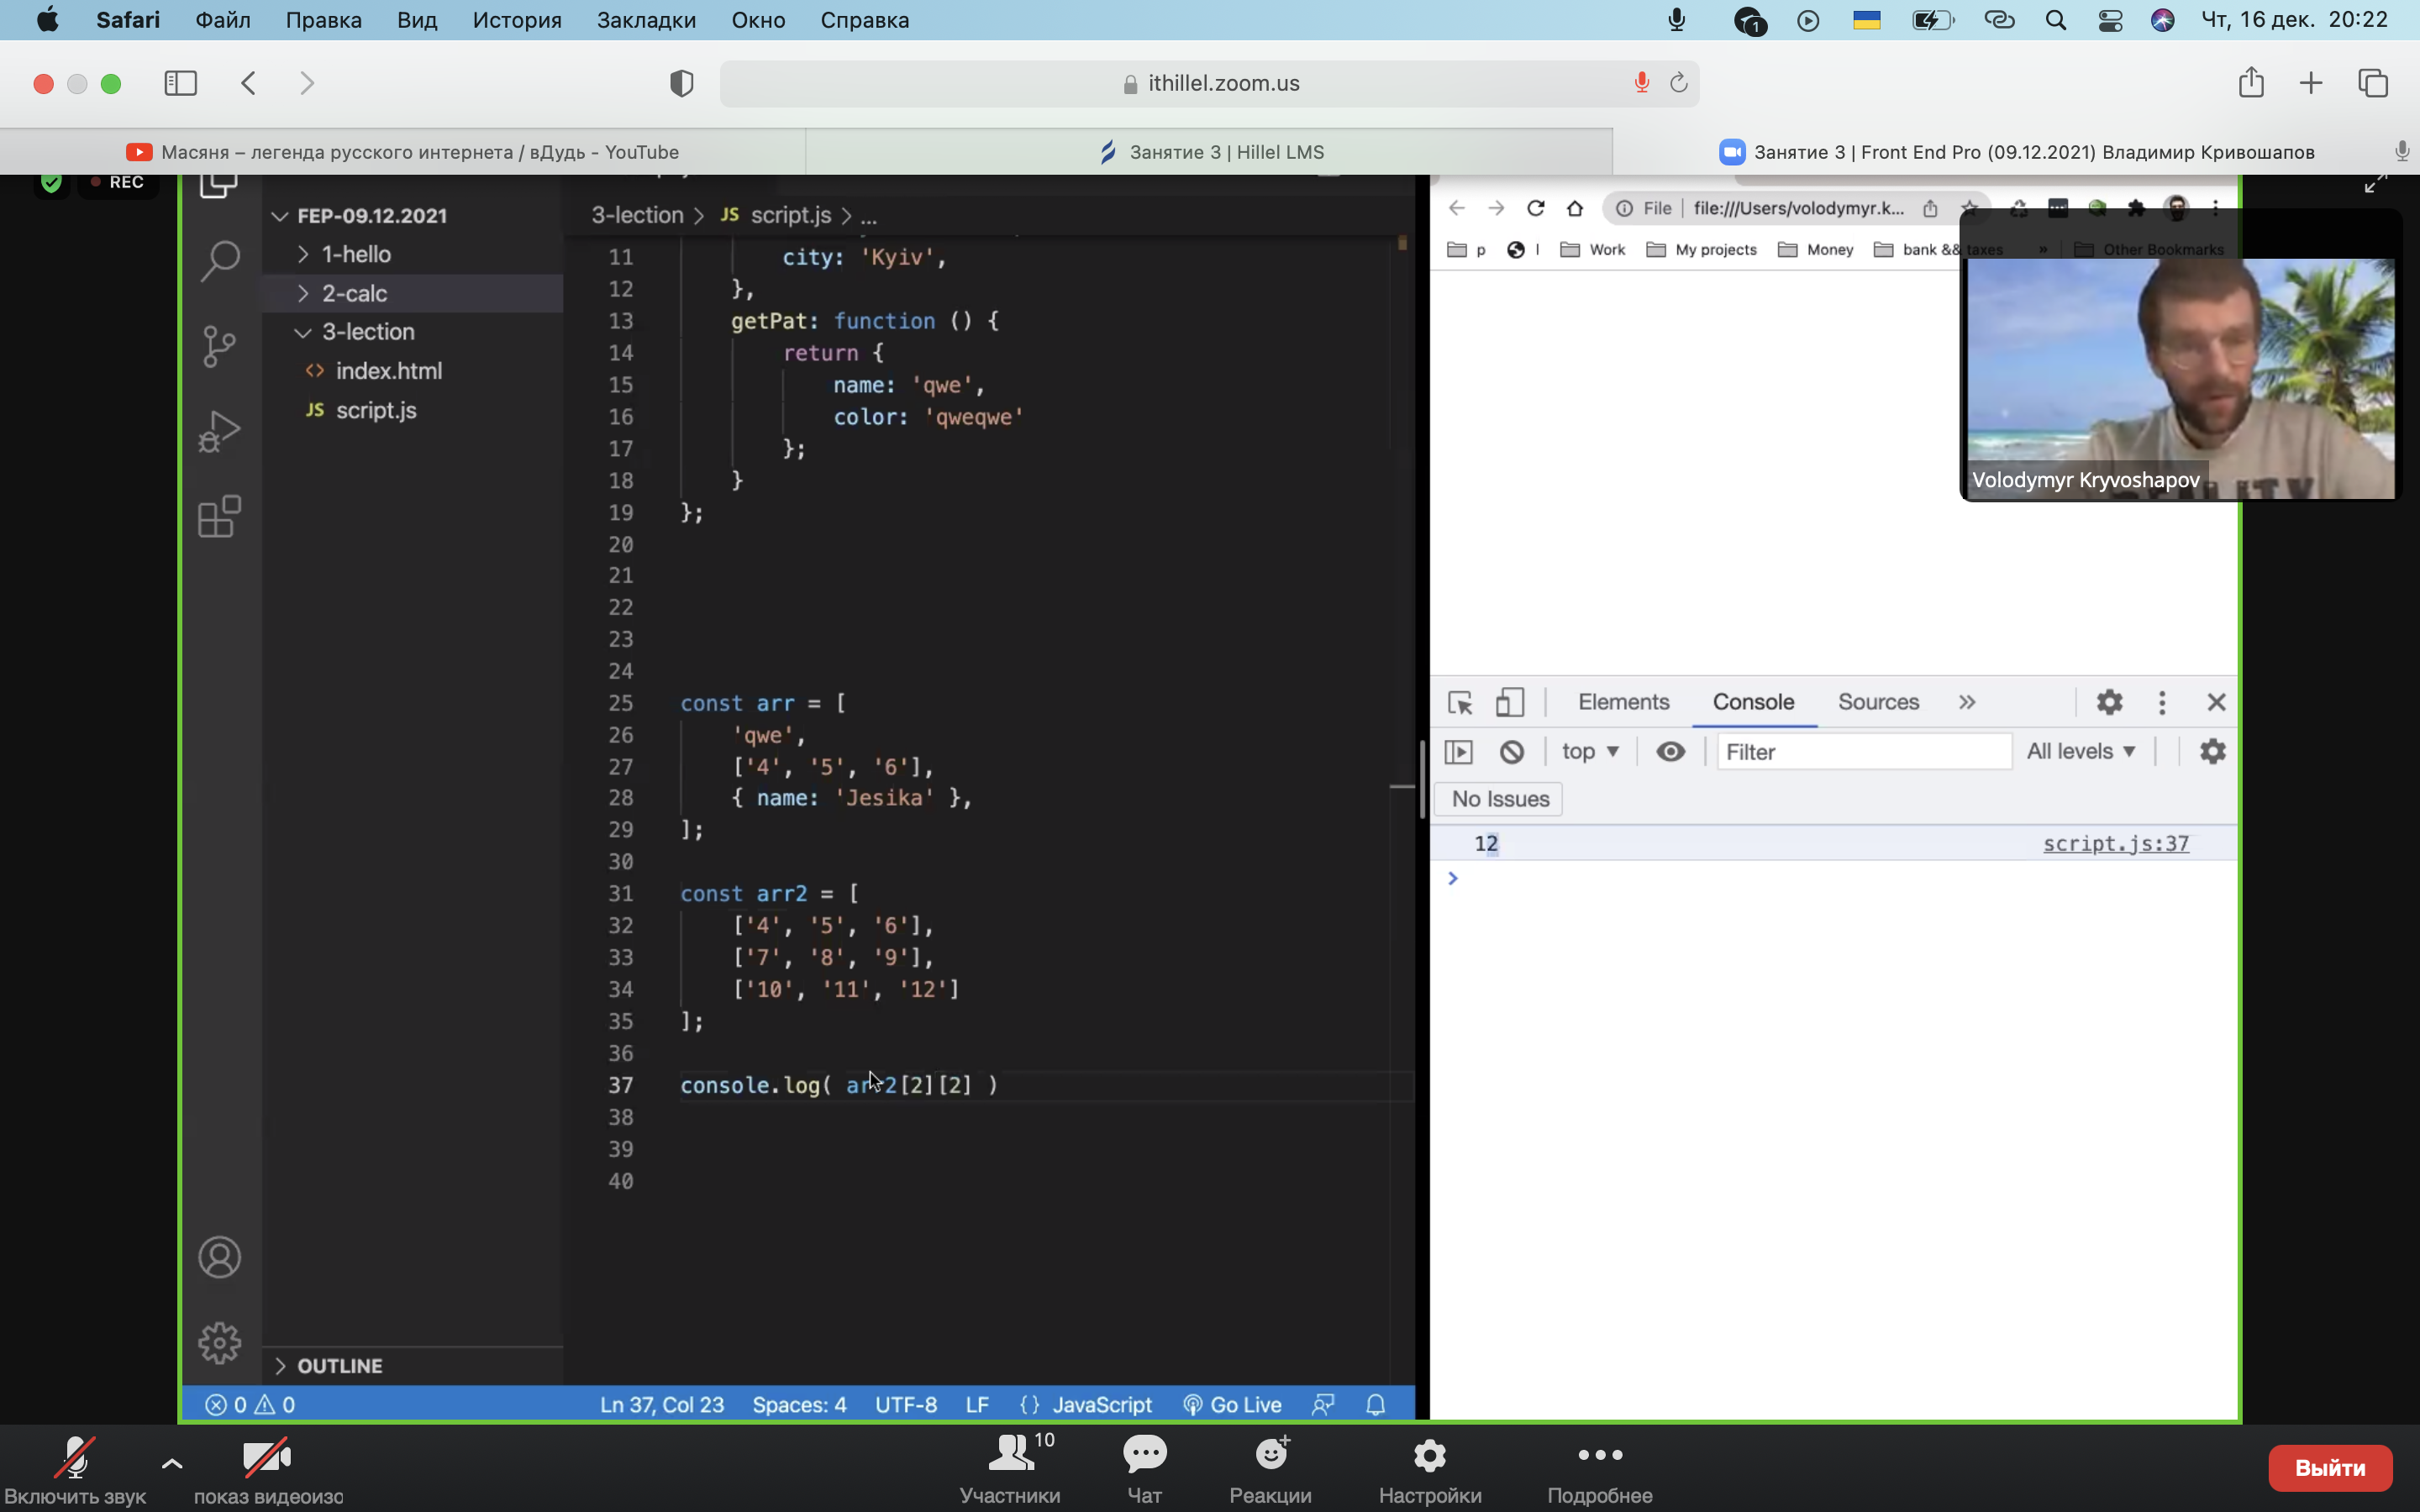 Safari Файл Правка Вид История Закладки Окно Справка 1 Чт, 16 дек. 20:22
ithillel.zoom.us
Масяня – легенда русского интернета / вДудь - YouTube
Занятие 3 | Hillel LMS
Занятие 3 | Front End Pro (09.12.2021) Владимир Кривошапов
REC
FEP-09.12.2021
1-hello
2-calc
3-lection
index.html
JS script.js
OUTLINE
3-lection > JS script.js > ...
11 city: 'Kyiv',
12 },
13 getPat: function () {
14 return {
15 name: 'qwe',
16 color: 'qweqwe'
17 };
18 }
19 };
20
21
22
23
24
25 const arr = [
26 'qwe',
27 ['4', '5', '6'],
28 { name: 'Jesika' },
29 ];
30
31 const arr2 = [
32 ['4', '5', '6'],
33 ['7', '8', '9'],
34 ['10', '11', '12']
35 ];
36
37 console.log( arr2[2][2] )
38
39
40
0 0 Ln 37, Col 23 Spaces: 4 UTF-8 LF {} JavaScript Go Live
File file:///Users/volodymyr.k...
p l Work My projects Money bank && taxes » Other Bookmarks
Volodymyr Kryvoshapov
Elements Console Sources »
top Filter All levels
No Issues
12 script.js:37
>
Включить звук показ видеоизо Участники 10 Чат Реакции Настройки Подробнее Выйти